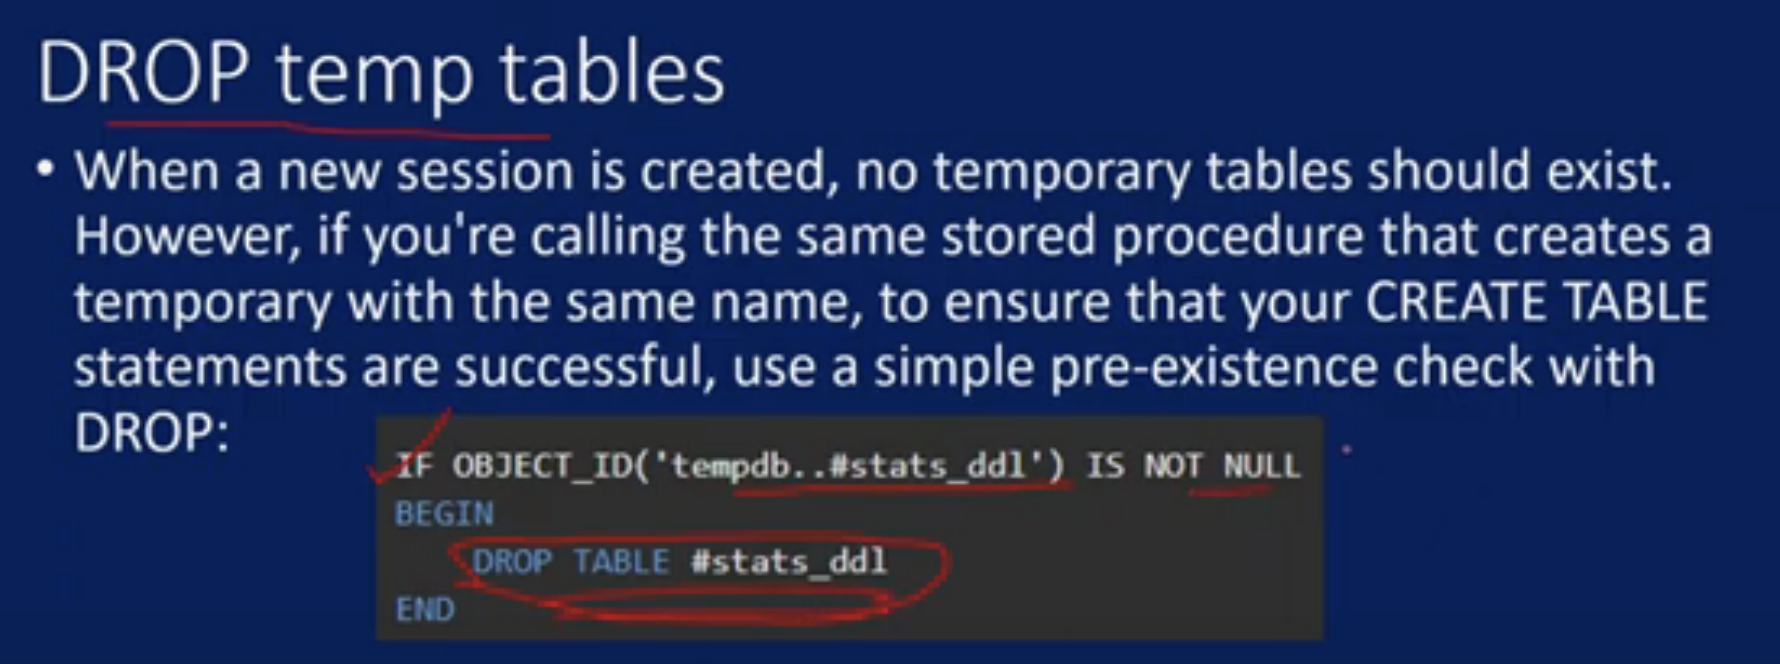 DROP temp tables
• When a new session is created, no temporary tables should exist.
However, if you're calling the same stored procedure that creates a
temporary with the same name, to ensure that your CREATE TABLE
statements are successful, use a simple pre-existence check with
DROP:
IF OBJECT_ID('tempdb..#stats_ddl') IS NOT NULL
BEGIN
DROP TABLE #stats_ddl
END